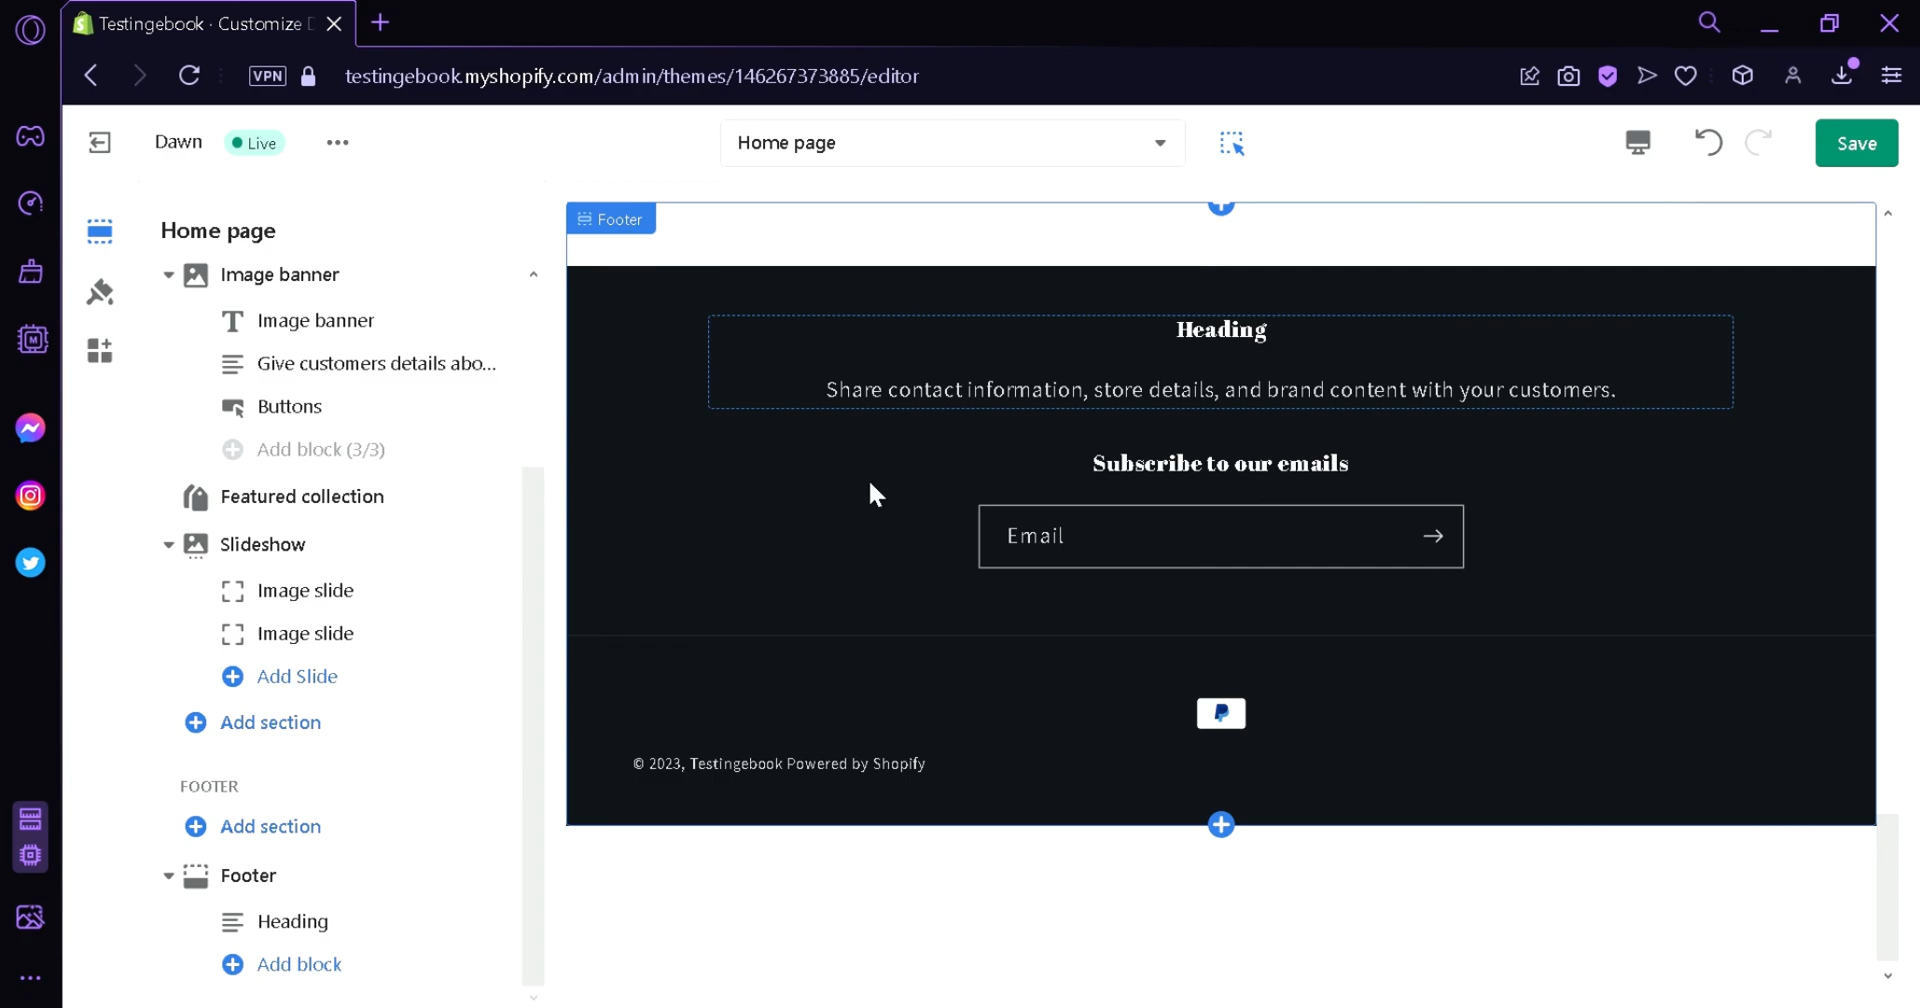 Testingebook · Customize D
VPN
testingebook.myshopify.com/admin/themes/146267373885/editor
Dawn
Live
Home page
Save
Home page
Image banner
Image banner
Give customers details abo...
Buttons
Add block (3/3)
Featured collection
Slideshow
Image slide
Image slide
Add Slide
Add section
FOOTER
Add section
Footer
Heading
Add block
Footer
Heading
Share contact information, store details, and brand content with your customers.
Subscribe to our emails
Email
© 2023, Testingebook Powered by Shopify